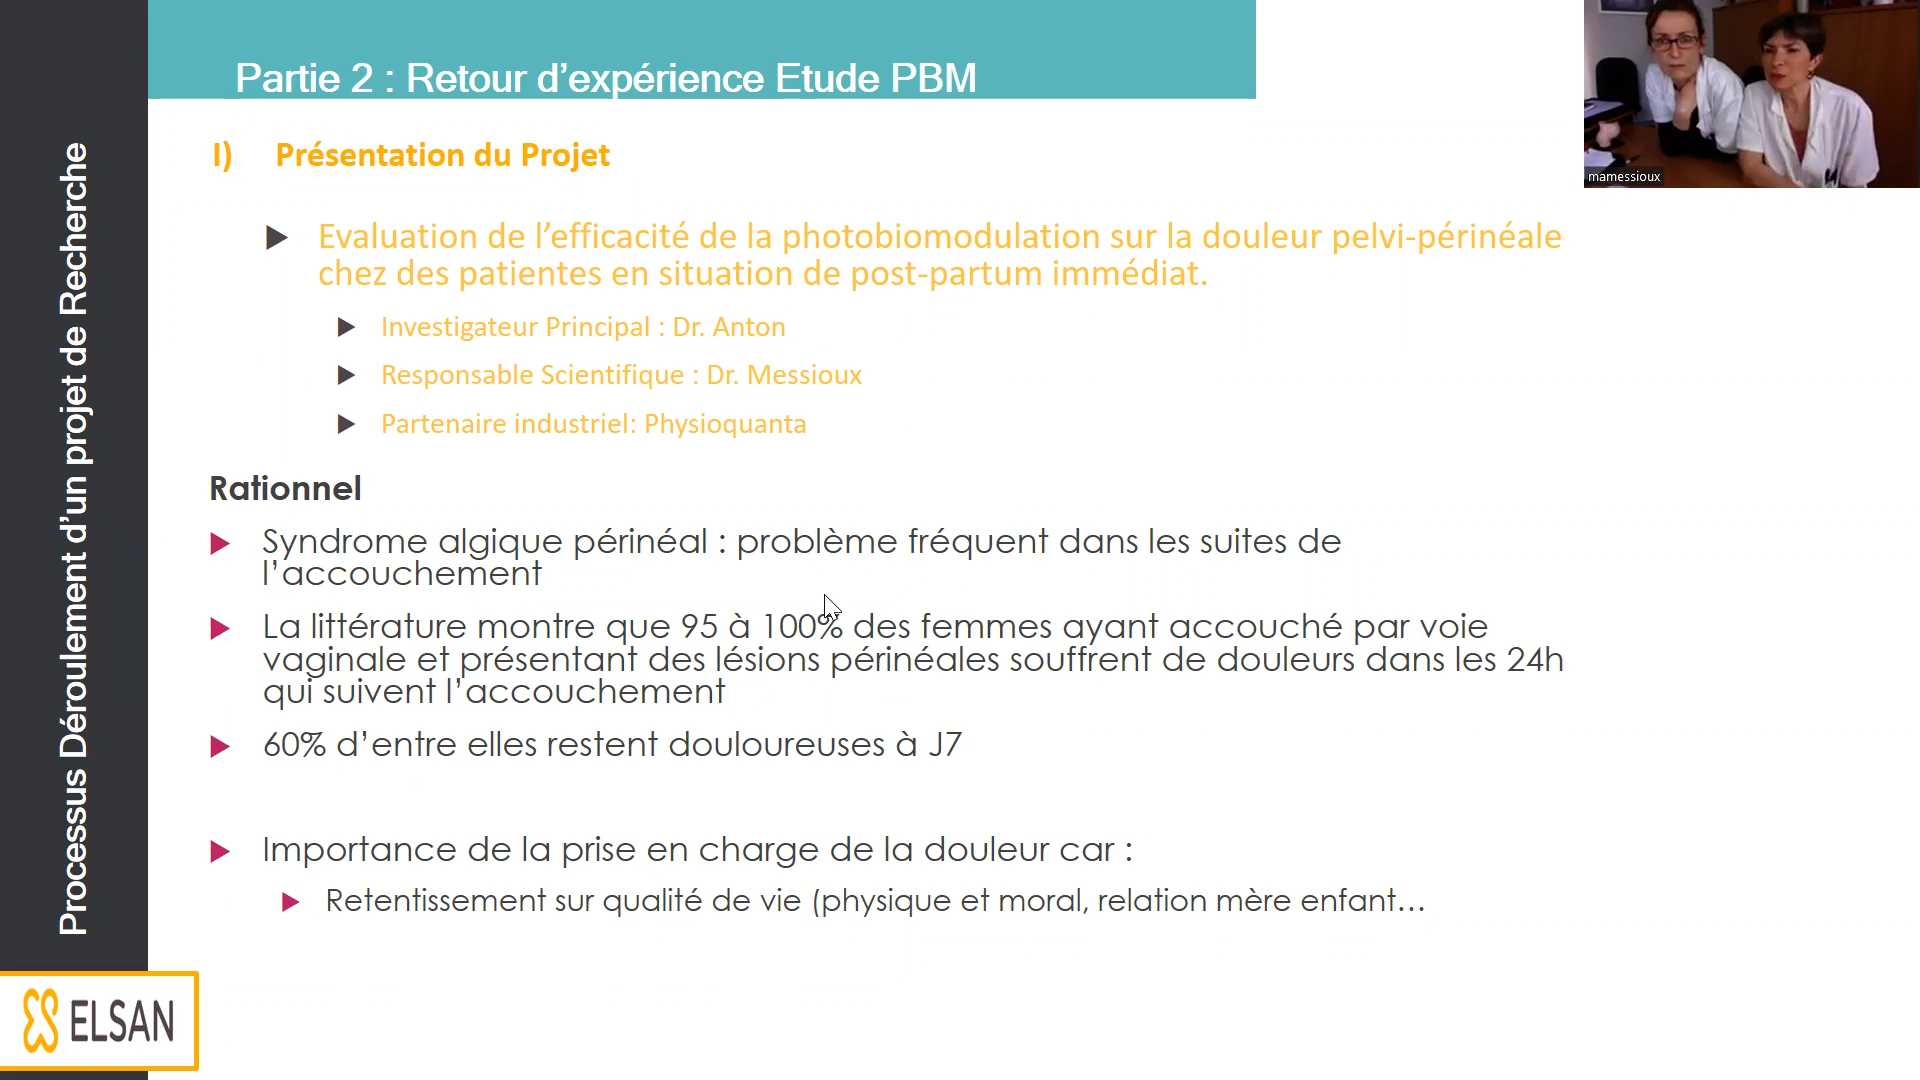 Processus Déroulement d’un projet de Recherche
Partie 2 : Retour d’expérience Etude PBM
mamessioux
I) Présentation du Projet
Evaluation de l’efficacité de la photobiomodulation sur la douleur pelvi-périnéale
chez des patientes en situation de post-partum immédiat.
Investigateur Principal : Dr. Anton
Responsable Scientifique : Dr. Messioux
Partenaire industriel: Physioquanta
Rationnel
Syndrome algique périnéal : problème fréquent dans les suites de
l’accouchement
La littérature montre que 95 à 100% des femmes ayant accouché par voie
vaginale et présentant des lésions périnéales souffrent de douleurs dans les 24h
qui suivent l’accouchement
60% d’entre elles restent douloureuses à J7
Importance de la prise en charge de la douleur car :
Retentissement sur qualité de vie (physique et moral, relation mère enfant…
ELSAN